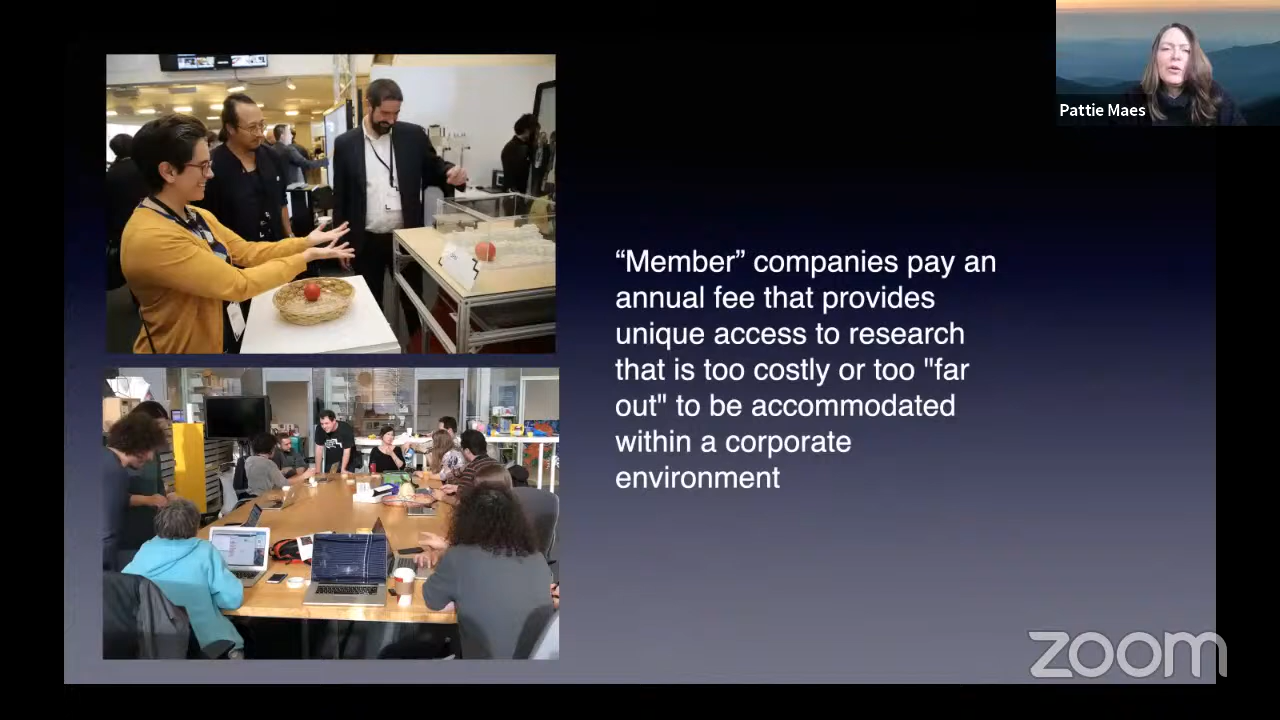 Pattie Maes
“Member” companies pay an
annual fee that provides
unique access to research
that is too costly or too "far
out" to be accommodated
within a corporate
environment
zoom